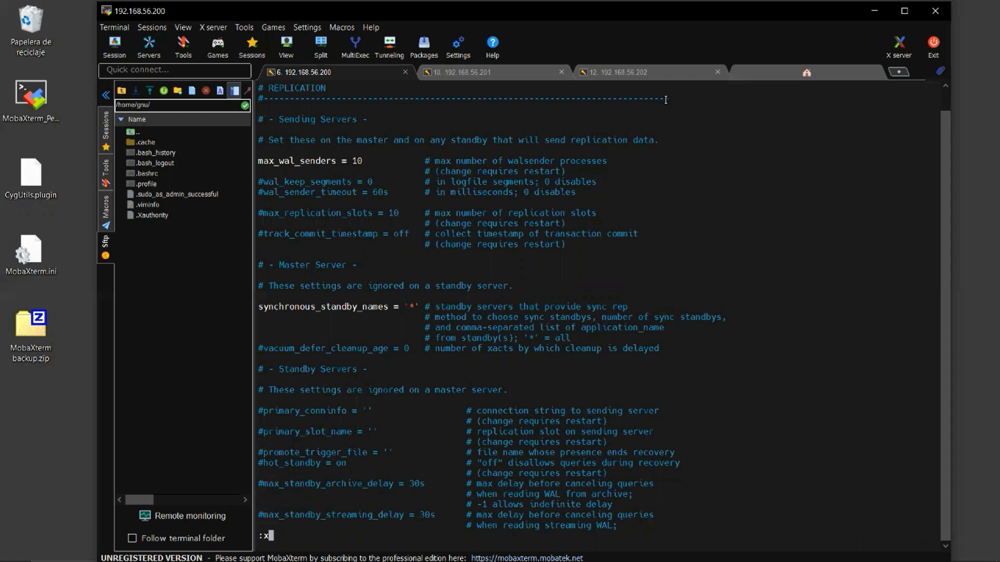 192.168.56.200
Terminal Sessions View X server Tools Games Settings Macros Help
Session Servers Tools Games Sessions View Split MultiExec Tunneling Packages Settings Help X server Exit
Quick connect...
6. 192.168.56.200
10. 192.168.56.201
12. 192.168.56.202
Papelera de
reciclaje
MobaXterm_Pe...
CygUtils.plugin
MobaXterm.ini
MobaXterm
backup.zip
Sessions
Tools
Macros
Sftp
/home/gnu/
Name
..
.cache
.bash_history
.bash_logout
.bashrc
.profile
.sudo_as_admin_successful
.viminfo
.Xauthority
Remote monitoring
Follow terminal folder
# REPLICATION
#------------------------------------------------------------------------------
# - Sending Servers -
# Set these on the master and on any standby that will send replication data.
max_wal_senders = 10 # max number of walsender processes
# (change requires restart)
#wal_keep_segments = 0 # in logfile segments; 0 disables
#wal_sender_timeout = 60s # in milliseconds; 0 disables
#max_replication_slots = 10 # max number of replication slots
# (change requires restart)
#track_commit_timestamp = off # collect timestamp of transaction commit
# (change requires restart)
# - Master Server -
# These settings are ignored on a standby server.
synchronous_standby_names = '*' # standby servers that provide sync rep
# method to choose sync standbys, number of sync standbys,
# and comma-separated list of application_name
# from standby(s); '*' = all
#vacuum_defer_cleanup_age = 0 # number of xacts by which cleanup is delayed
# - Standby Servers -
# These settings are ignored on a master server.
#primary_conninfo = '' # connection string to sending server
# (change requires restart)
#primary_slot_name = '' # replication slot on sending server
# (change requires restart)
#promote_trigger_file = '' # file name whose presence ends recovery
#hot_standby = on # "off" disallows queries during recovery
# (change requires restart)
#max_standby_archive_delay = 30s # max delay before canceling queries
# when reading WAL from archive;
# -1 allows indefinite delay
#max_standby_streaming_delay = 30s # max delay before canceling queries
# when reading streaming WAL;
:x
UNREGISTERED VERSION - Please support MobaXterm by subscribing to the professional edition here: https://mobaxterm.mobatek.net